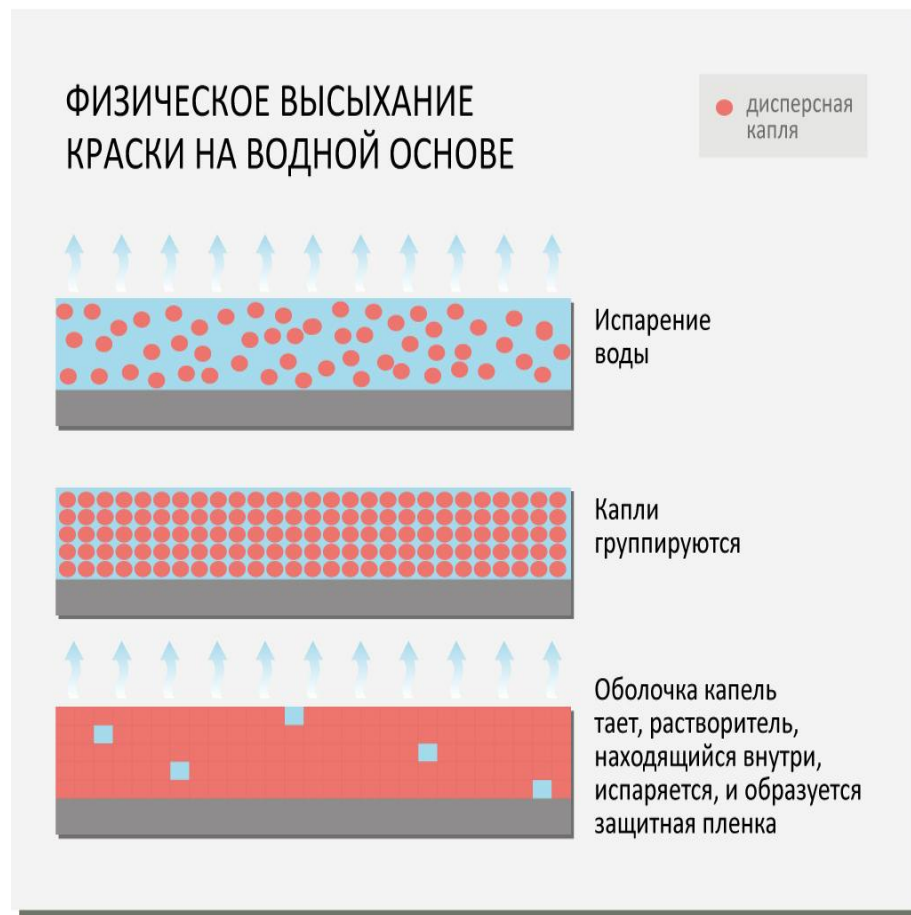 ФИЗИЧЕСКОЕ ВЫСЫХАНИЕ
КРАСКИ НА ВОДНОЙ ОСНОВЕ
дисперсная
капля
Испарение
воды
Капли
группируются
Оболочка капель
тает, растворитель,
находящийся внутри,
испаряется, и образуется
защитная пленка